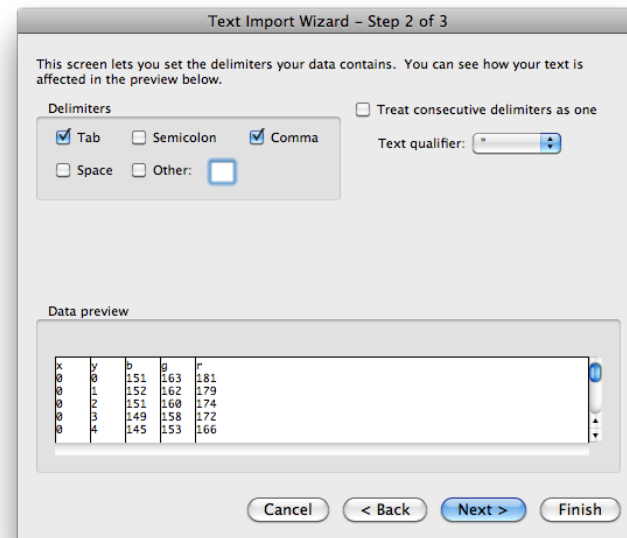 Text Import Wizard – Step 2 of 3
This screen lets you set the delimiters your data contains.  You can see how your text is
affected in the preview below.
Delimiters
Treat consecutive delimiters as one
Tab Semicolon Comma
Text qualifier: "
Space Other:
Data preview
x y b g r
0 0 151 163 181
0 1 152 162 179
0 2 151 160 174
0 3 149 158 172
0 4 145 153 166
Cancel < Back Next > Finish